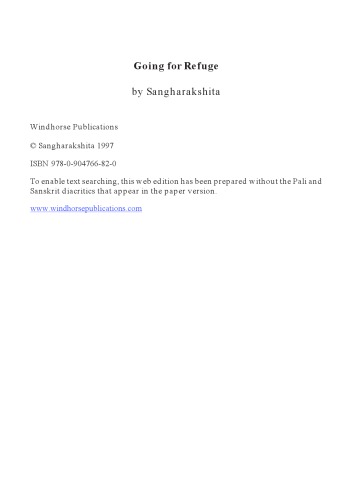 Going for Refuge
by Sangharakshita
Windhorse Publications
© Sangharakshita 1997
ISBN 978-0-904766-82-0
To enable text searching, this web edition has been prepared without the Pali and
Sanskrit diacritics that appear in the paper version.
www.windhorsepublications.com